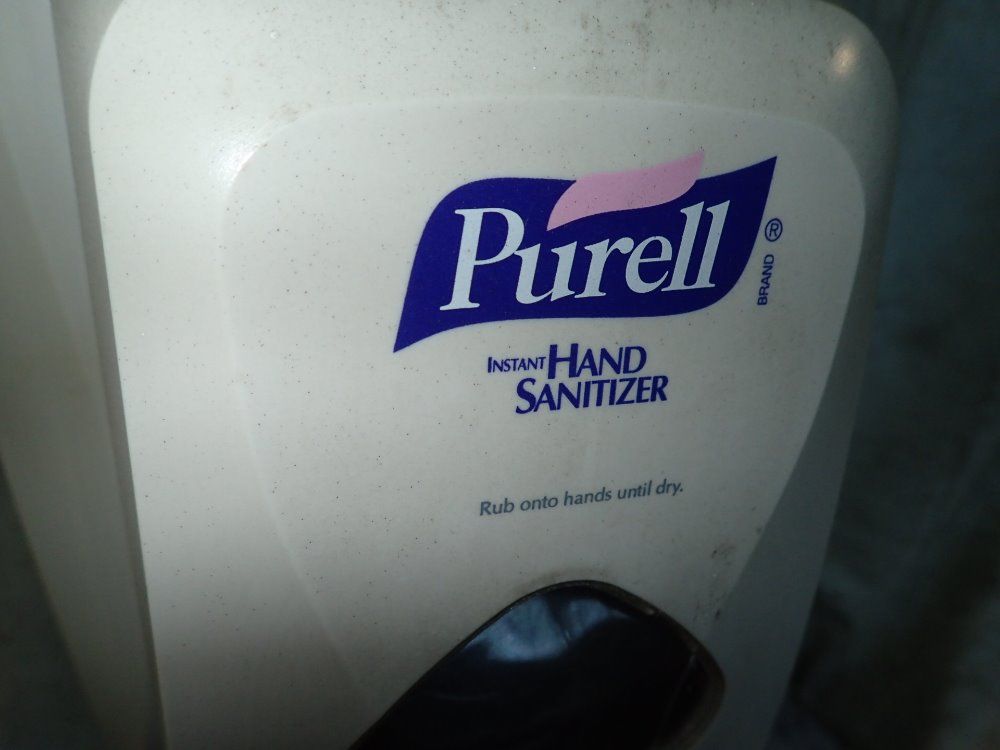 Purell
®
BRAND
INSTANT HAND
SANITIZER
Rub onto hands until dry.